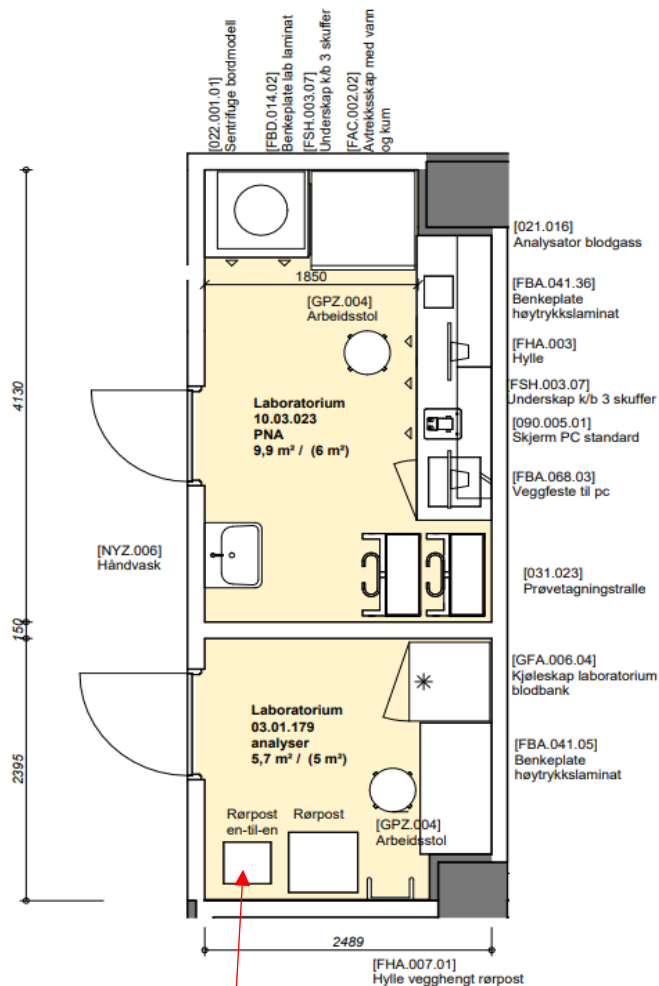 [022.001.01]
Sentrifuge bordmodell
[FBD.014.02]
Benkeplate lab laminat
[FSH.003.07]
Underskap k/b 3 skuffer
[FAC.002.02]
Avtrekksskap med vann
og kum
[021.016]
Analysator blodgass
1850
[GPZ.004]
Arbeidsstol
[FBA.041.36]
Benkeplate
høytrykkslaminat
[FHA.003]
Hylle
[FSH.003.07]
Underskap k/b 3 skuffer
4130
Laboratorium
10.03.023
PNA
9,9 m² / (6 m²)
[090.005.01]
Skjerm PC standard
[FBA.068.03]
Veggfeste til pc
[NYZ.006]
Håndvask
[031.023]
Prøvetagningstralle
150
[GFA.006.04]
Kjøleskap laboratorium
blodbank
Laboratorium
03.01.179
analyser
5,7 m² / (5 m²)
[FBA.041.05]
Benkeplate
høytrykkslaminat
2395
Rørpost
en-til-en
Rørpost
[GPZ.004]
Arbeidsstol
2489
[FHA.007.01]
Hylle vegghengt rørpost